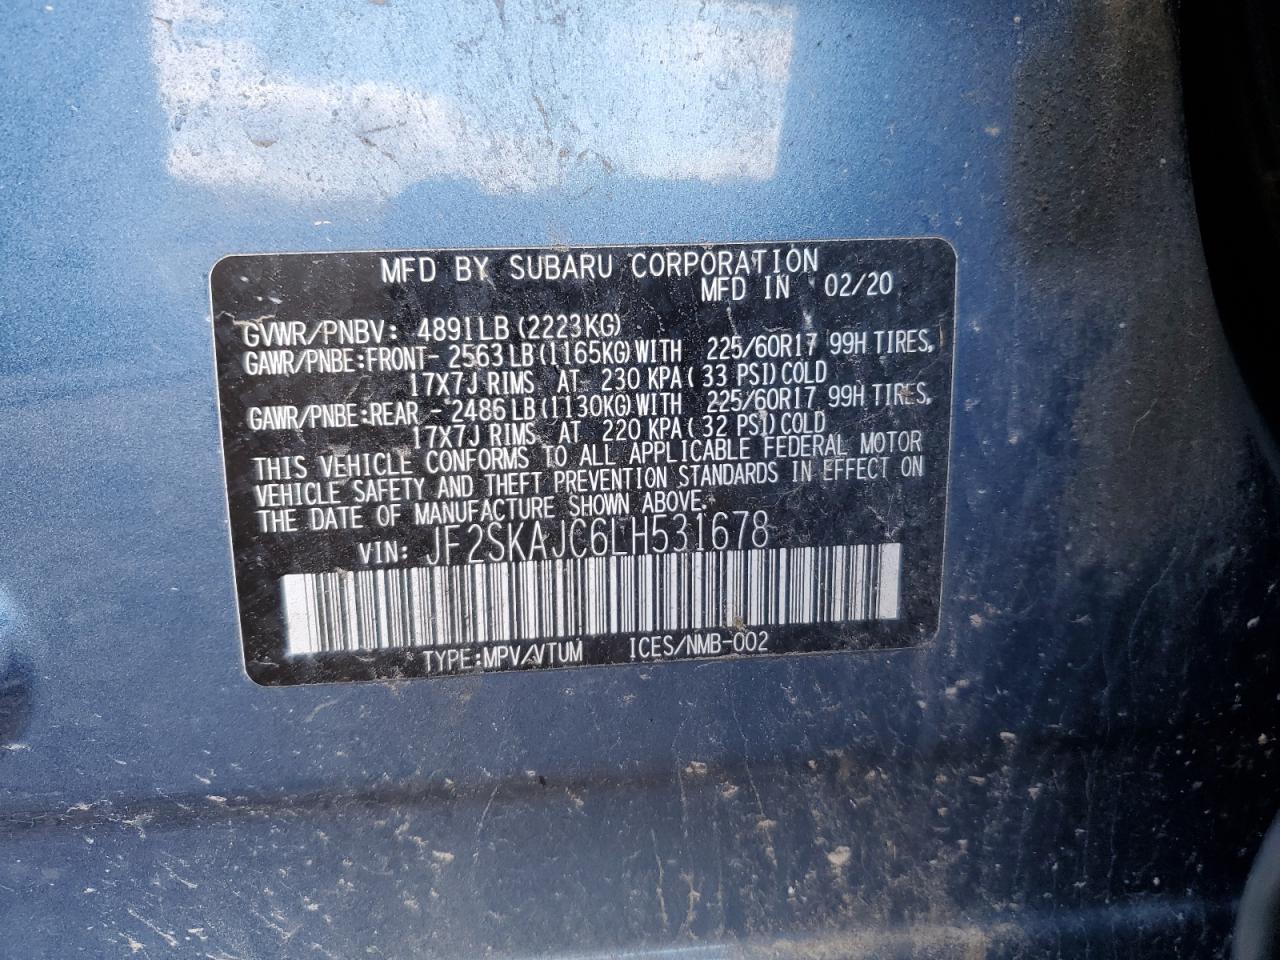 MFD BY SUBARU CORPORATION
MFD IN 02/20
GVWR/PNBV: 4891LB(2223KG)
GAWR/PNBE:FRONT- 2563LB(1165KG)WITH 225/60R17 99H TIRES,
17X7J RIMS AT 230 KPA( 33 PSI)COLD
GAWR/PNBE:REAR - 2486LB(1130KG)WITH 225/60R17 99H TIRES,
17X7J RIMS AT 220 KPA( 32 PSI)COLD
THIS VEHICLE CONFORMS TO ALL APPLICABLE FEDERAL MOTOR
VEHICLE SAFETY AND THEFT PREVENTION STANDARDS IN EFFECT ON
THE DATE OF MANUFACTURE SHOWN ABOVE.
VIN: JF2SKAJC6LH531678
TYPE:MPV/VTUM ICES/NMB-002